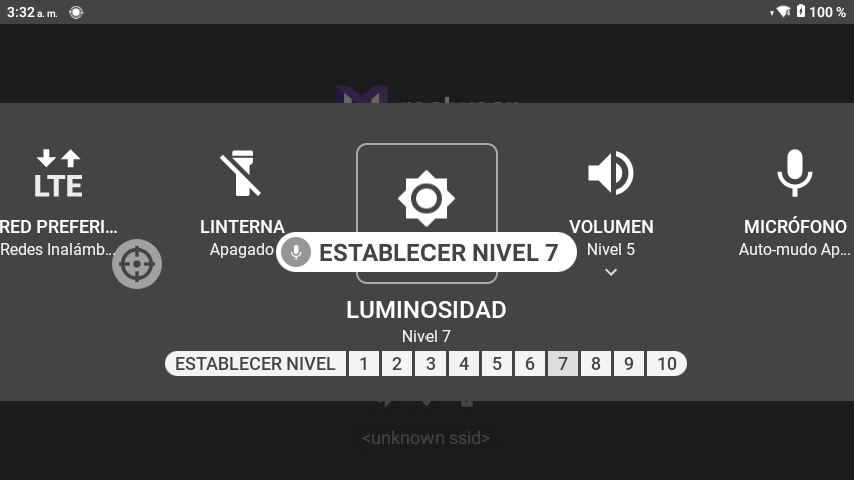 3:32 a. m.
100 %
LTE
RED PREFERI...
Redes Inalámb...
LINTERNA
Apagado
VOLUMEN
Nivel 5
MICRÓFONO
Auto-mudo Ap...
ESTABLECER NIVEL 7
LUMINOSIDAD
Nivel 7
ESTABLECER NIVEL 1 2 3 4 5 6 7 8 9 10
<unknown ssid>